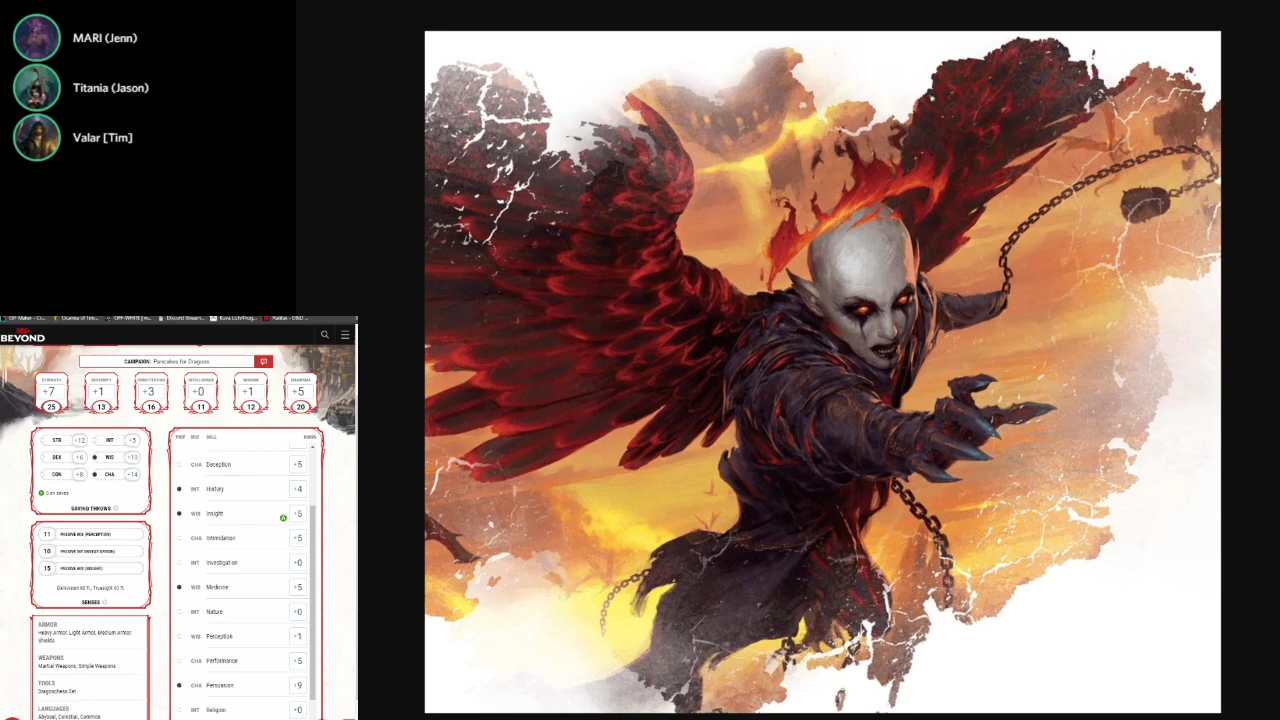 MARI (Jenn)
Titania (Jason)
Valar [Tim]
BEYOND
CAMPAIGN: Pancakes for Dragons
STRENGTH DEXTERITY CONSTITUTION INTELLIGENCE WISDOM CHARISMA
+7 +1 +3 +0 +1 +5
25 13 16 11 12 20
STR +12 INT +5
DEX +6 WIS +10
CON +8 CHA +14
5 on saves
SAVING THROWS
11 PASSIVE WIS (PERCEPTION)
10 PASSIVE INT (INVESTIGATION)
15 PASSIVE WIS (INSIGHT)
Darkvision 60 ft., Truesight 60 ft.
SENSES
ARMOR
Heavy Armor, Light Armor, Medium Armor,
Shields
WEAPONS
Martial Weapons, Simple Weapons
TOOLS
Dragonchess Set
LANGUAGES
Abyssal, Celestial, Common
PROF MOD SKILL BONUS
CHA Deception +5
INT History +4
WIS Insight +5
CHA Intimidation +5
INT Investigation +0
WIS Medicine +5
INT Nature +0
WIS Perception +1
CHA Performance +5
CHA Persuasion +9
INT Religion +0